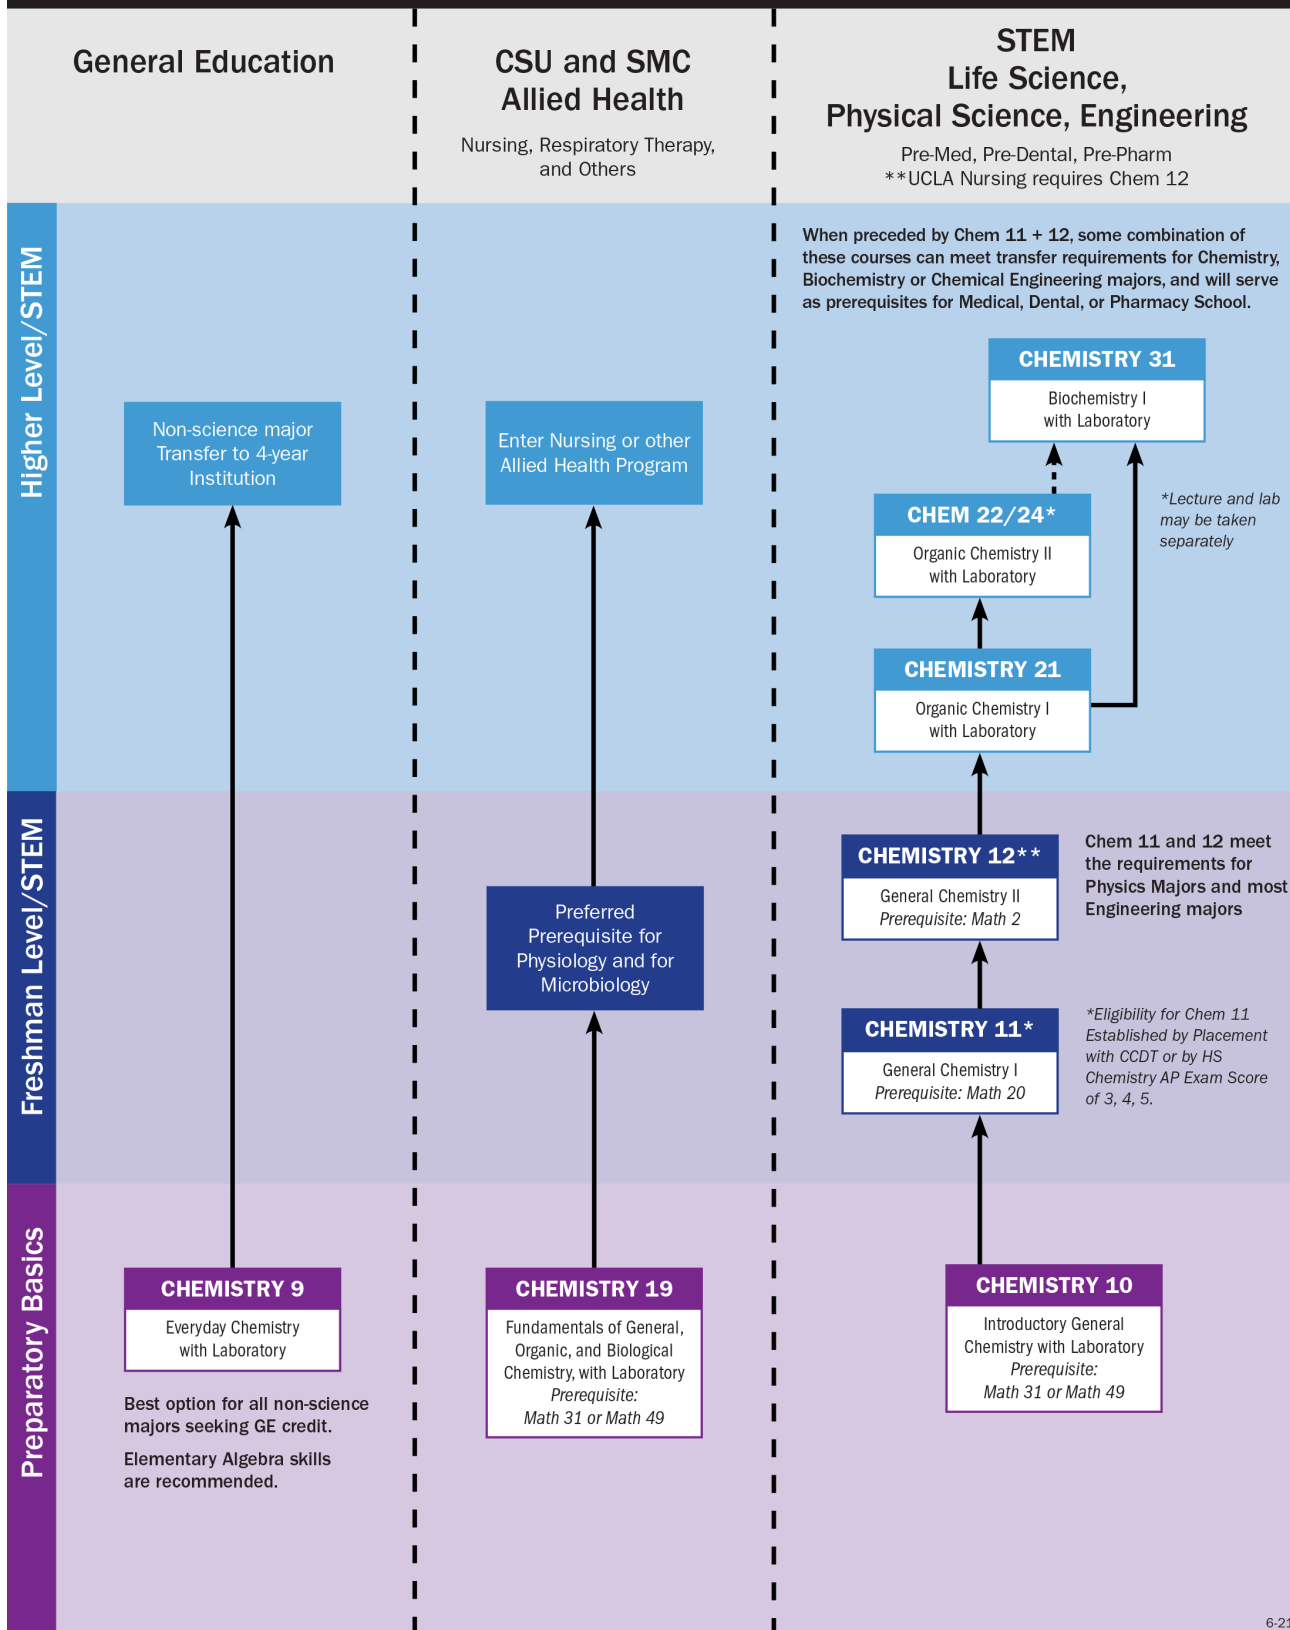 General Education
CSU and SMC
Allied Health
Nursing, Respiratory Therapy,
and Others
STEM
Life Science,
Physical Science, Engineering
Pre-Med, Pre-Dental, Pre-Pharm
**UCLA Nursing requires Chem 12
Higher Level/STEM
When preceded by Chem 11 + 12, some combination of
these courses can meet transfer requirements for Chemistry,
Biochemistry or Chemical Engineering majors, and will serve
as prerequisites for Medical, Dental, or Pharmacy School.
CHEMISTRY 31
Biochemistry I
with Laboratory
Non-science major
Transfer to 4-year
Institution
Enter Nursing or other
Allied Health Program
*Lecture and lab
may be taken
separately
CHEM 22/24*
Organic Chemistry II
with Laboratory
CHEMISTRY 21
Organic Chemistry I
with Laboratory
Freshman Level/STEM
CHEMISTRY 12**
General Chemistry II
Prerequisite: Math 2
Chem 11 and 12 meet
the requirements for
Physics Majors and most
Engineering majors
Preferred
Prerequisite for
Physiology and for
Microbiology
CHEMISTRY 11*
General Chemistry I
Prerequisite: Math 20
*Eligibility for Chem 11
Established by Placement
with CCDT or by HS
Chemistry AP Exam Score
of 3, 4, 5.
Preparatory Basics
CHEMISTRY 9
Everyday Chemistry
with Laboratory
Best option for all non-science
majors seeking GE credit.
Elementary Algebra skills
are recommended.
CHEMISTRY 19
Fundamentals of General,
Organic, and Biological
Chemistry, with Laboratory
Prerequisite:
Math 31 or Math 49
CHEMISTRY 10
Introductory General
Chemistry with Laboratory
Prerequisite:
Math 31 or Math 49
6-21